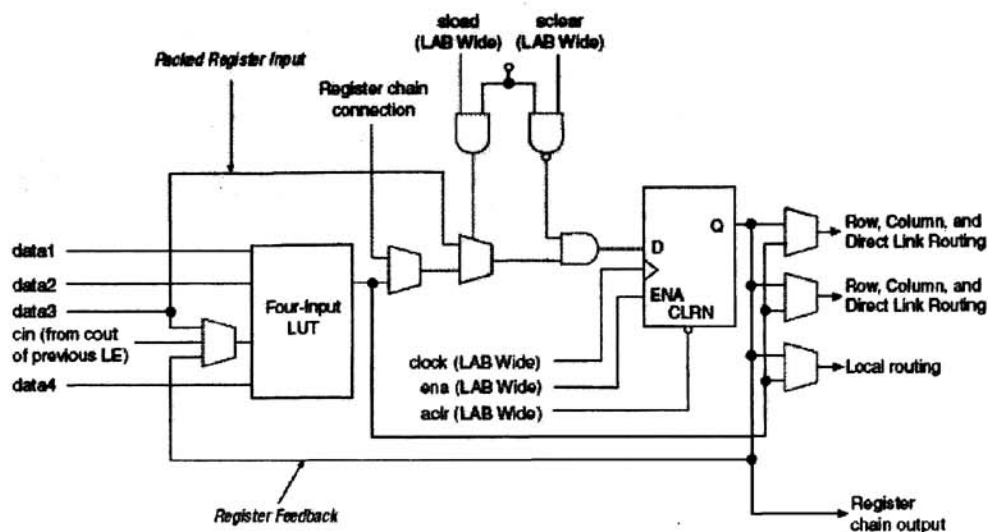 sload
(LAB Wide)
sclear
(LAB Wide)
Packed Register Input
Register chain
connection
data1
data2
data3
cin (from cout
of previous LE)
data4
Four-Input
LUT
D
Q
ENA
CLRN
clock (LAB Wide)
ena (LAB Wide)
aclr (LAB Wide)
Row, Column, and
Direct Link Routing
Row, Column, and
Direct Link Routing
Local routing
Register Feedback
Register
chain output